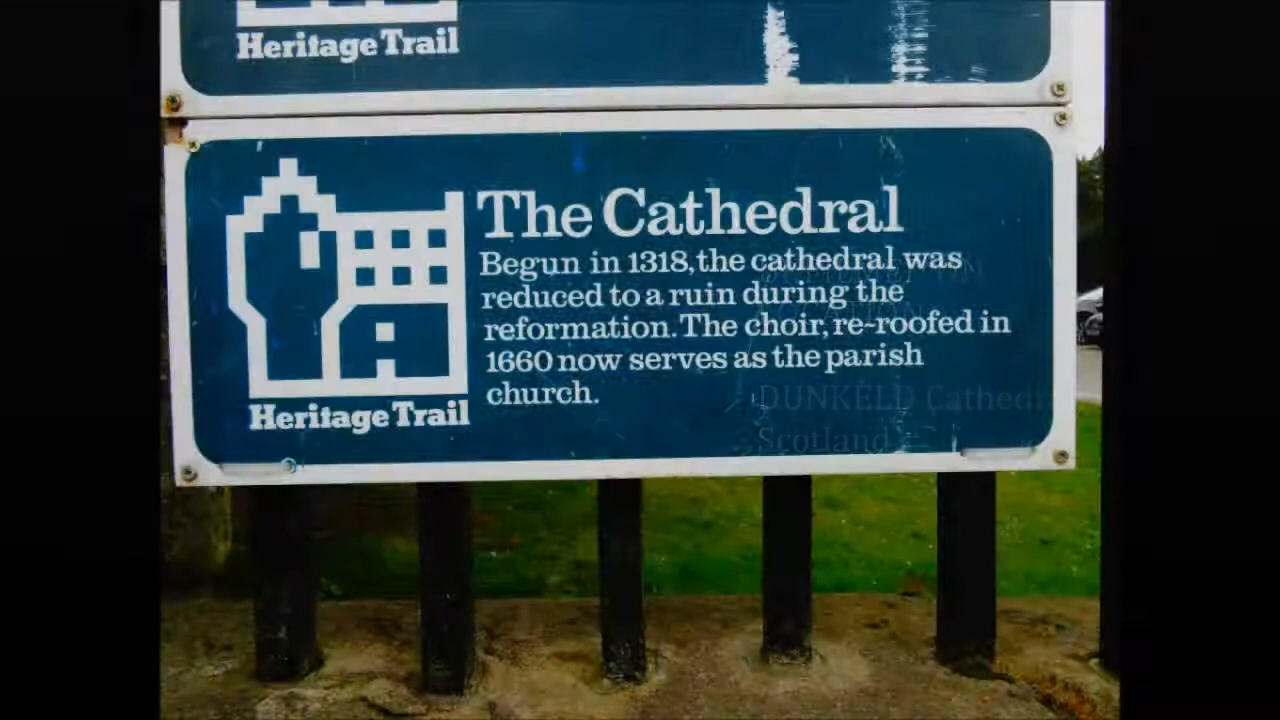 Heritage Trail
The Cathedral
Begun in 1318, the cathedral was
reduced to a ruin during the
reformation. The choir, re-roofed in
1660 now serves as the parish
church.
Heritage Trail
DUNKELD Cathedr
Scotland